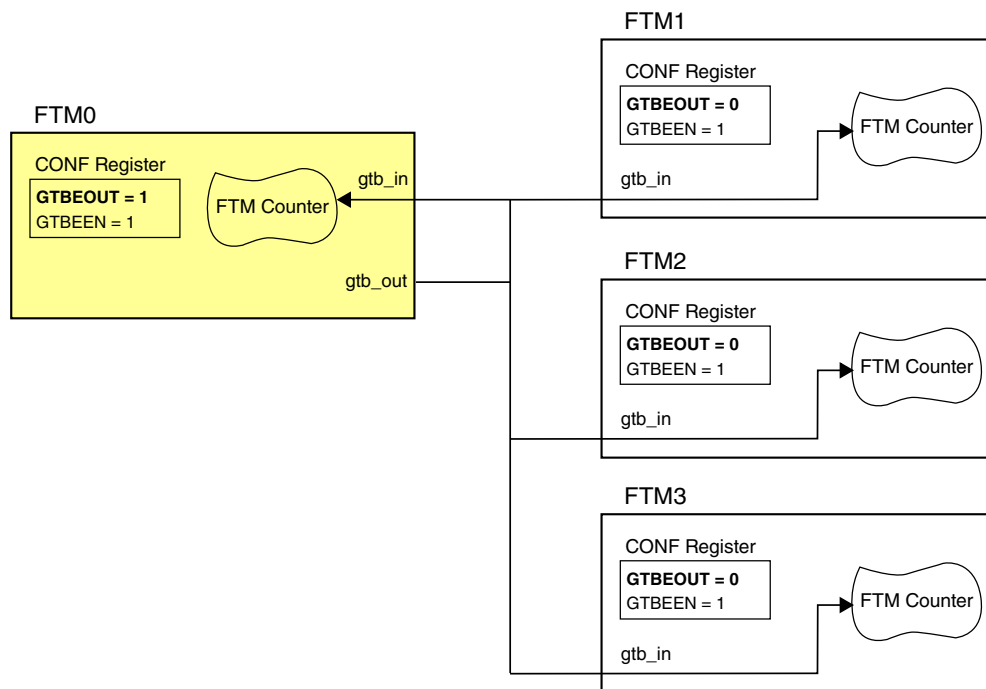 FTM0
CONF Register
GTBEOUT = 1
GTBEEN = 1
FTM Counter
gtb_in
gtb_out
FTM1
CONF Register
GTBEOUT = 0
GTBEEN = 1
FTM Counter
gtb_in
FTM2
CONF Register
GTBEOUT = 0
GTBEEN = 1
FTM Counter
gtb_in
FTM3
CONF Register
GTBEOUT = 0
GTBEEN = 1
FTM Counter
gtb_in